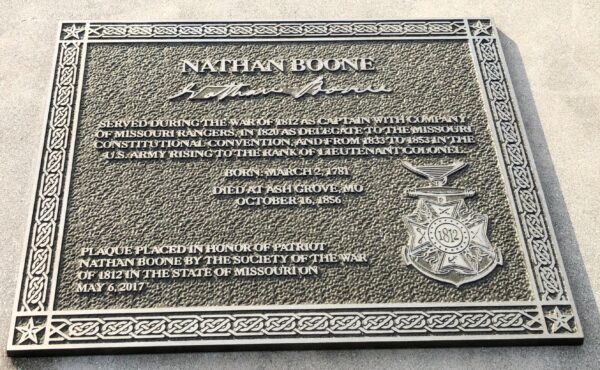 NATHAN BOONE
Nathan Boone
SERVED DURING THE WAR OF 1812 AS CAPTAIN WITH COMPANY
OF MISSOURI RANGERS, IN 1820 AS DELEGATE TO THE MISSOURI
CONSTITUTIONAL CONVENTION, AND FROM 1833 TO 1853 IN THE
U.S. ARMY RISING TO THE RANK OF LIEUTENANT COLONEL.
BORN: MARCH 2, 1781
DIED AT ASH GROVE, MO
OCTOBER 16, 1856
1812
PLAQUE PLACED IN HONOR OF PATRIOT
NATHAN BOONE BY THE SOCIETY OF THE WAR
OF 1812 IN THE STATE OF MISSOURI ON
MAY 6, 2017